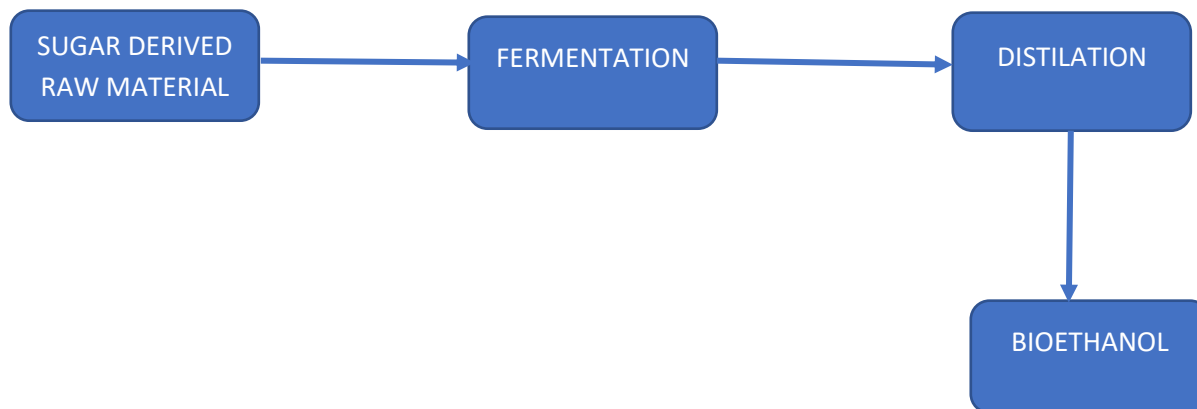 SUGAR DERIVED
RAW MATERIAL
FERMENTATION
DISTILATION
BIOETHANOL